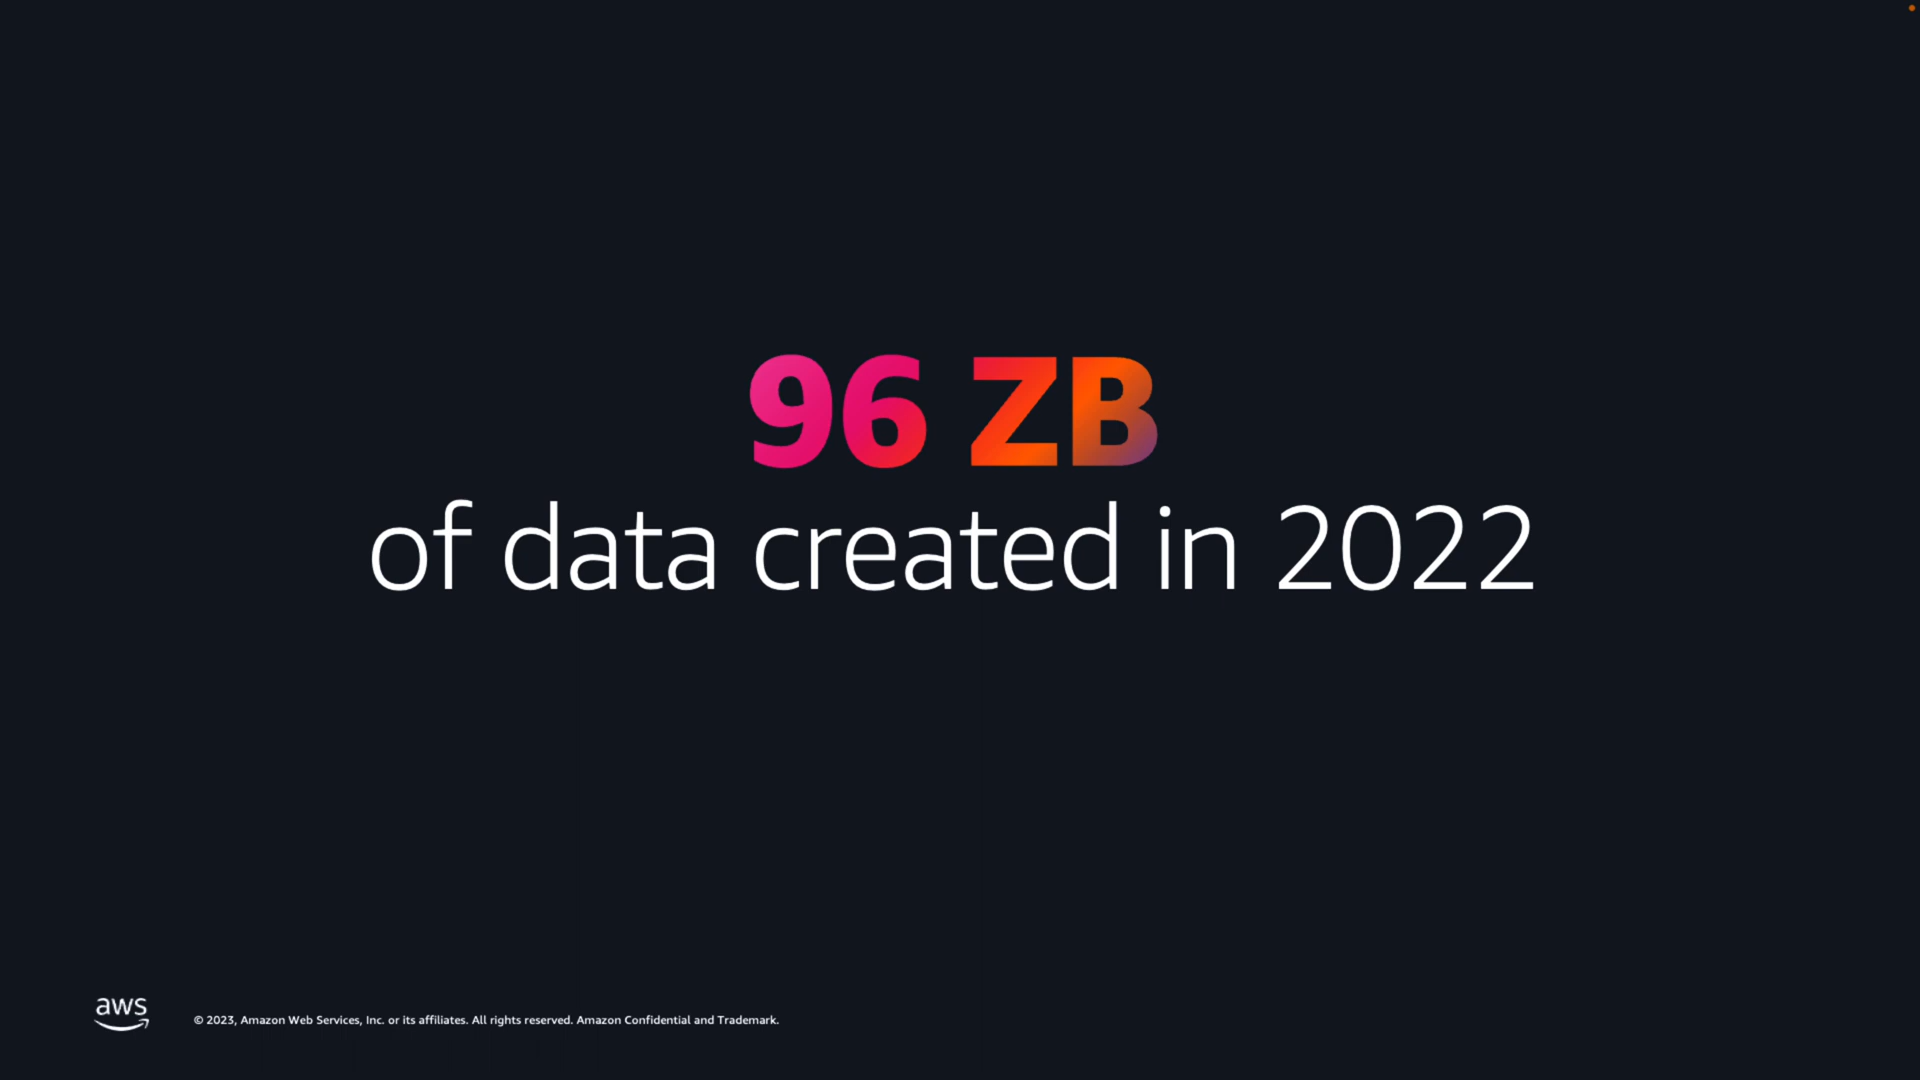 96 ZB
of data created in 2022
aws
© 2023, Amazon Web Services, Inc. or its affiliates. All rights reserved. Amazon Confidential and Trademark.